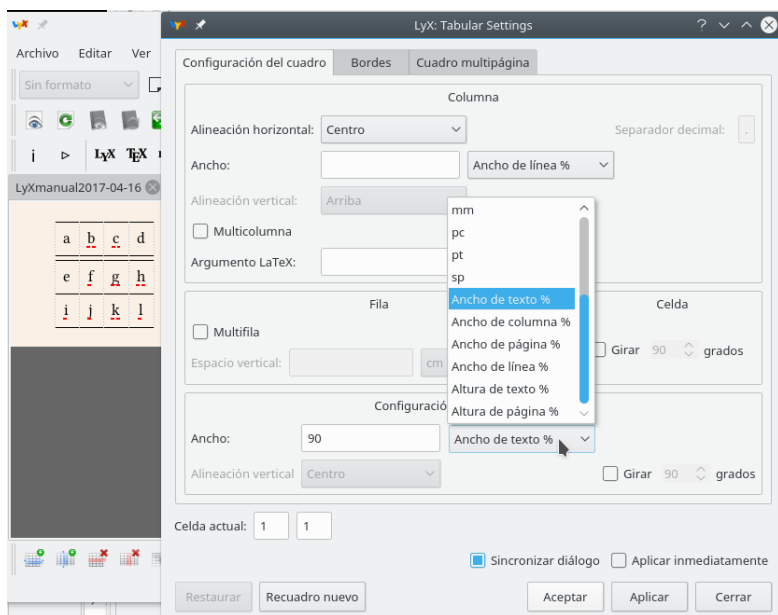 LyX: Tabular Settings
Archivo Editar Ver
Sin formato
LyX TeX
LyXmanual2017-04-16
a b c d
e f g h
i j k l
Configuración del cuadro Bordes Cuadro multipágina
Columna
Alineación horizontal: Centro Separador decimal: .
Ancho: Ancho de línea %
Alineación vertical: Arriba
Multicolumna
Argumento LaTeX:
mm
pc
pt
sp
Ancho de texto %
Ancho de columna %
Ancho de página %
Ancho de línea %
Altura de texto %
Altura de página %
Fila Celda
Multifila
Espacio vertical: cm
Girar 90 grados
Configuració
Ancho: 90 Ancho de texto %
Alineación vertical Centro Girar 90 grados
Celda actual: 1 1
Sincronizar diálogo Aplicar inmediatamente
Restaurar Recuadro nuevo Aceptar Aplicar Cerrar